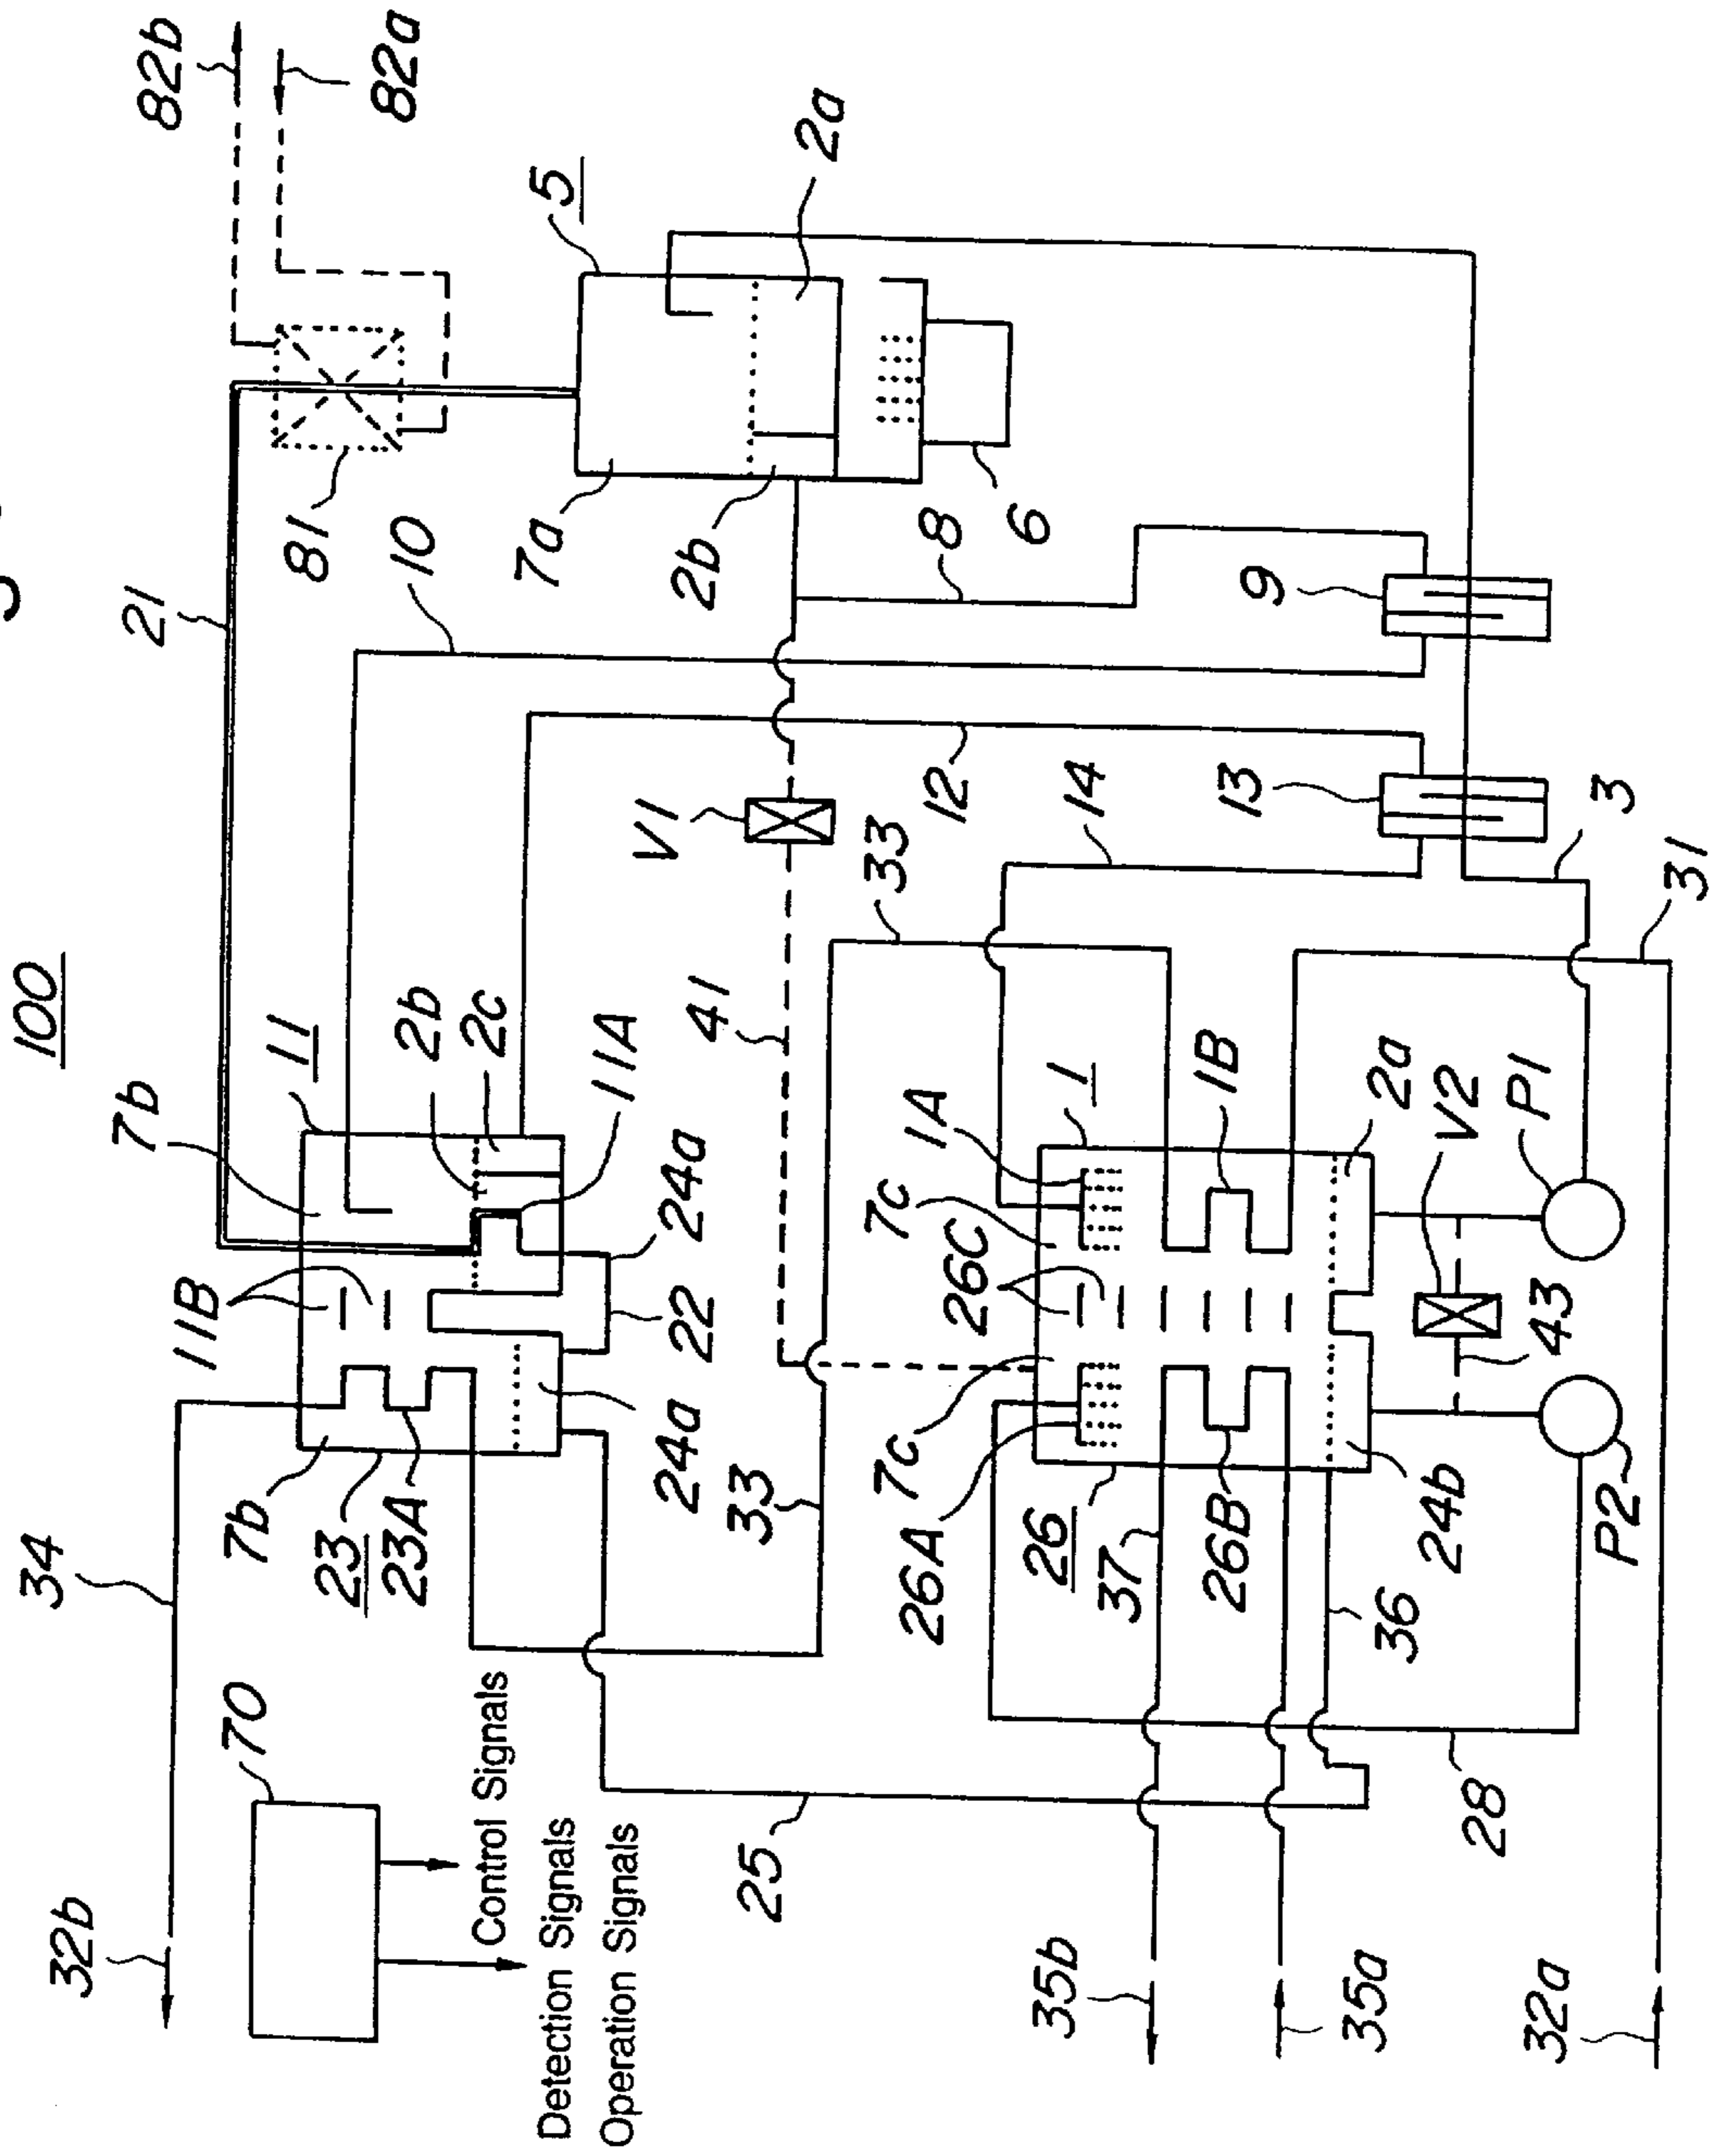 100
82b
82a
21
81
5
2a
10
7a
2b
8
6
9
11
7b
2b
2c
11A
24a
11B
22
24a
V1
12
14
13
3
33
41
31
34
7b
23
23A
33
1
1A
1B
7c
26C
2a
V2
P1
7c
26A
26
37
26B
43
24b
P2
36
32b
70
Control Signals
Detection Signals
Operation Signals
25
28
35b
35a
32a